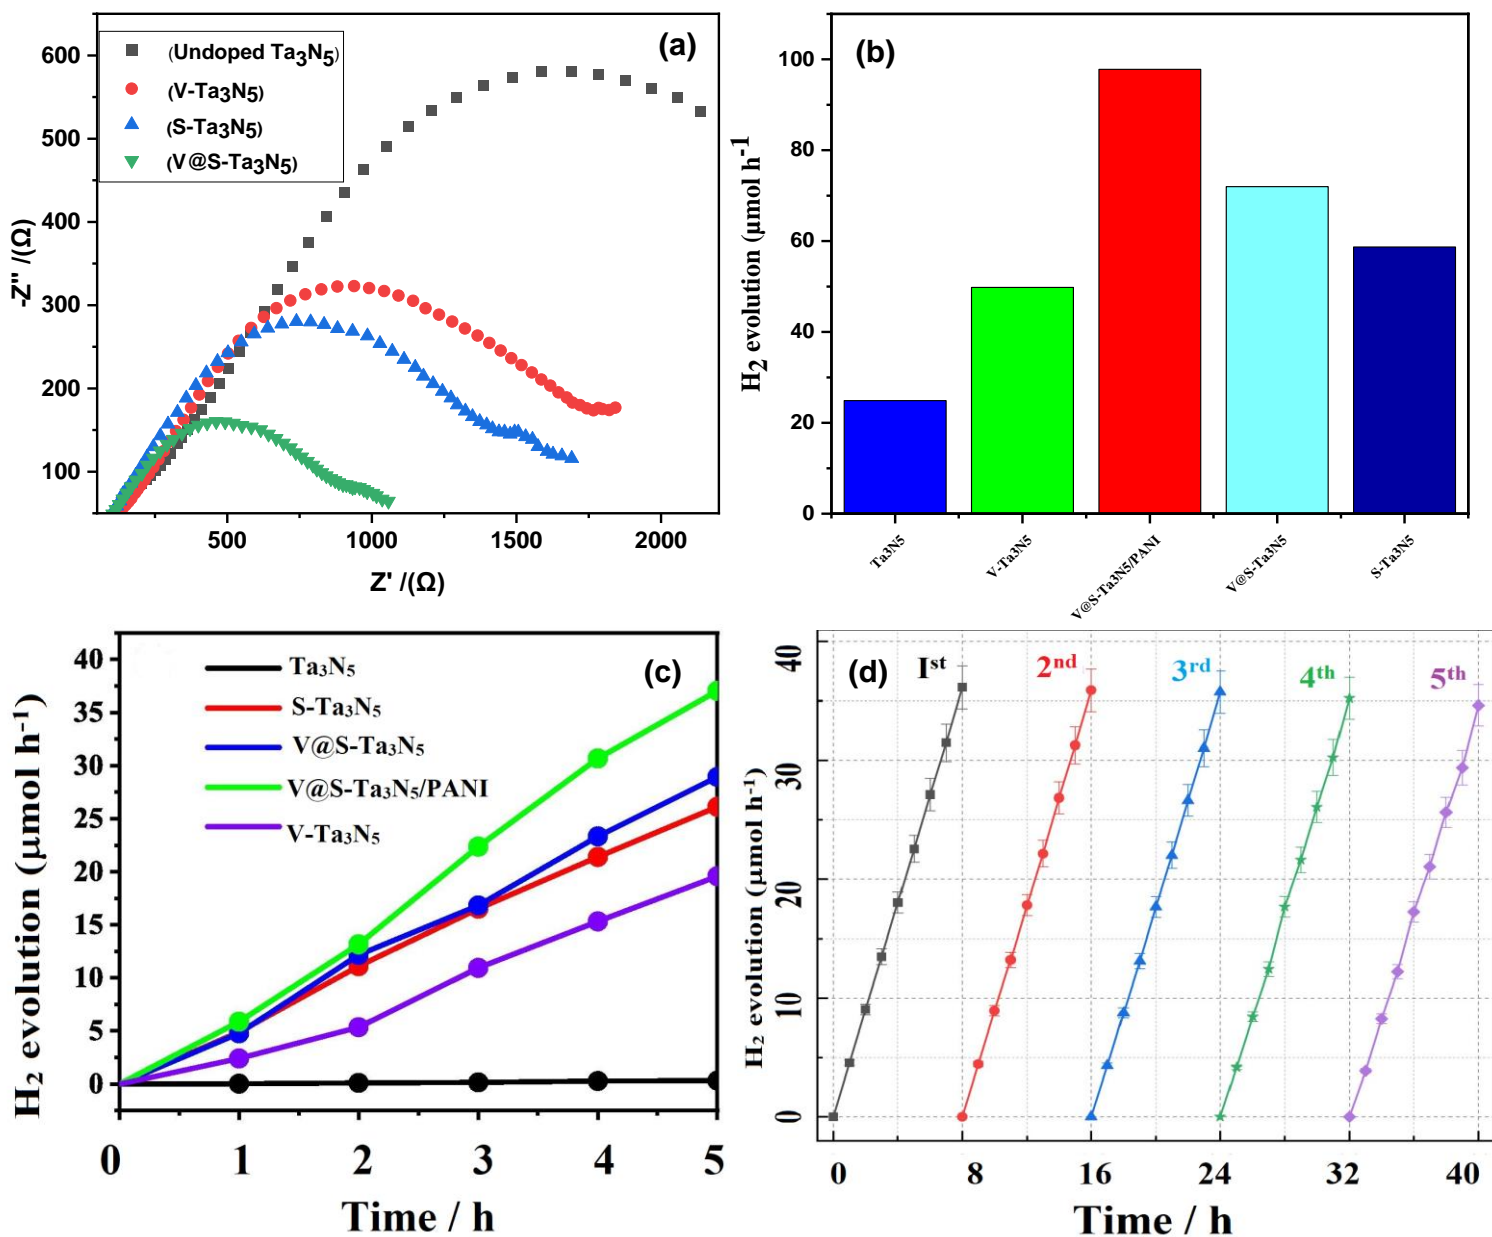 (a)
(Undoped Ta3N5)
(V-Ta3N5)
(S-Ta3N5)
(V@S-Ta3N5)
600
500
400
300
200
100
-Z'' /(Ω)
500 1000 1500 2000
Z' /(Ω)
(b)
100
80
60
40
20
0
H2 evolution (μmol h-1
Ta3N5
V-Ta3N5
V@S-Ta3N5/PANI
V@S-Ta3N5
S-Ta3N5
(c)
Ta3N5
S-Ta3N5
V@S-Ta3N5
V@S-Ta3N5/PANI
V-Ta3N5
40
35
30
25
20
15
10
5
0
H2 evolution (μmol h-1)
0 1 2 3 4 5
Time / h
(d)
Ist 2nd 3rd 4th 5th
40
30
20
10
0
H2 evolution (μmol h-1)
0 8 16 24 32 40
Time / h